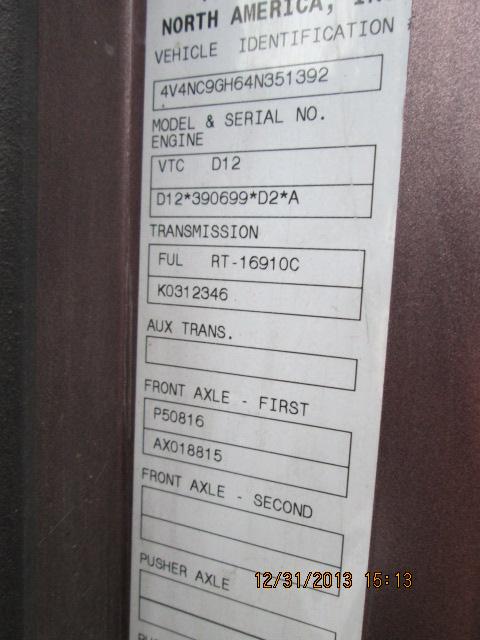 NORTH AMERICA,
VEHICLE IDENTIFICATION
4V4NC9GH64N351392
MODEL & SERIAL NO.
ENGINE
VTC D12
D12*390699*D2*A
TRANSMISSION
FUL RT-16910C
K0312346
AUX TRANS.
FRONT AXLE - FIRST
P50816
AX018815
FRONT AXLE - SECOND
PUSHER AXLE
12/31/2013 15:13